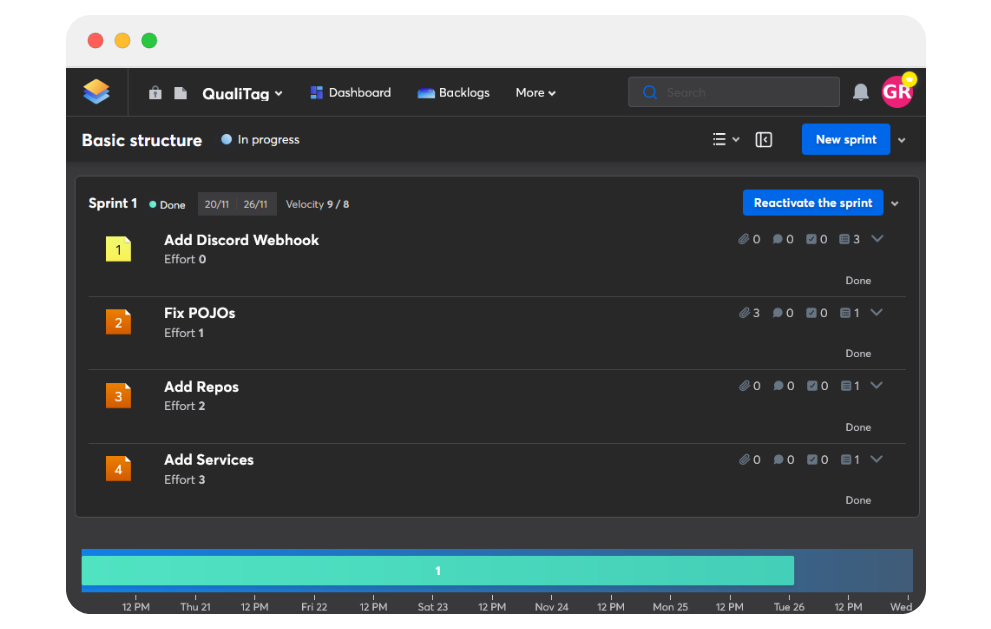 QualiTag Dashboard Backlogs More Search GR
Basic structure In progress New sprint
Sprint 1 Done 20/11 26/11 Velocity 9 / 8 Reactivate the sprint
1 Add Discord Webhook 0 0 0 3
Effort 0
Done
2 Fix POJOs 3 0 0 1
Effort 1
Done
3 Add Repos 0 0 0 1
Effort 2
Done
4 Add Services 0 0 0 1
Effort 3
Done
1
12 PM Thu 21 12 PM Fri 22 12 PM Sat 23 12 PM Nov 24 12 PM Mon 25 12 PM Tue 26 12 PM Wed